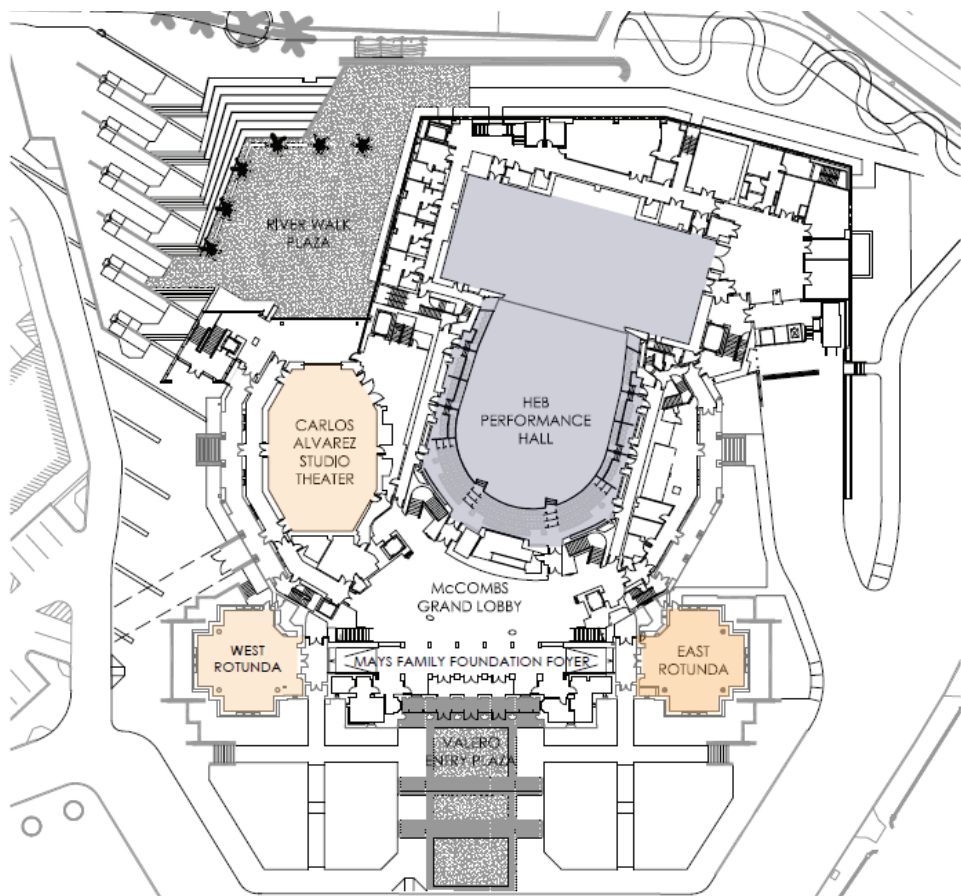 RIVER WALK
PLAZA
HEB
PERFORMANCE
HALL
CARLOS
ALVAREZ
STUDIO
THEATER
McCOMBS
GRAND LOBBY
WEST
ROTUNDA
MAYS FAMILY FOUNDATION FOYER
EAST
ROTUNDA
VALERO
ENTRY PLAZA